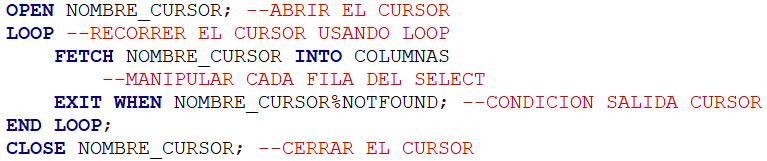 OPEN NOMBRE_CURSOR; --ABRIR EL CURSOR
LOOP --RECORRER EL CURSOR USANDO LOOP
FETCH NOMBRE_CURSOR INTO COLUMNAS
--MANIPULAR CADA FILA DEL SELECT
EXIT WHEN NOMBRE_CURSOR%NOTFOUND; --CONDICION SALIDA CURSOR
END LOOP;
CLOSE NOMBRE_CURSOR; --CERRAR EL CURSOR